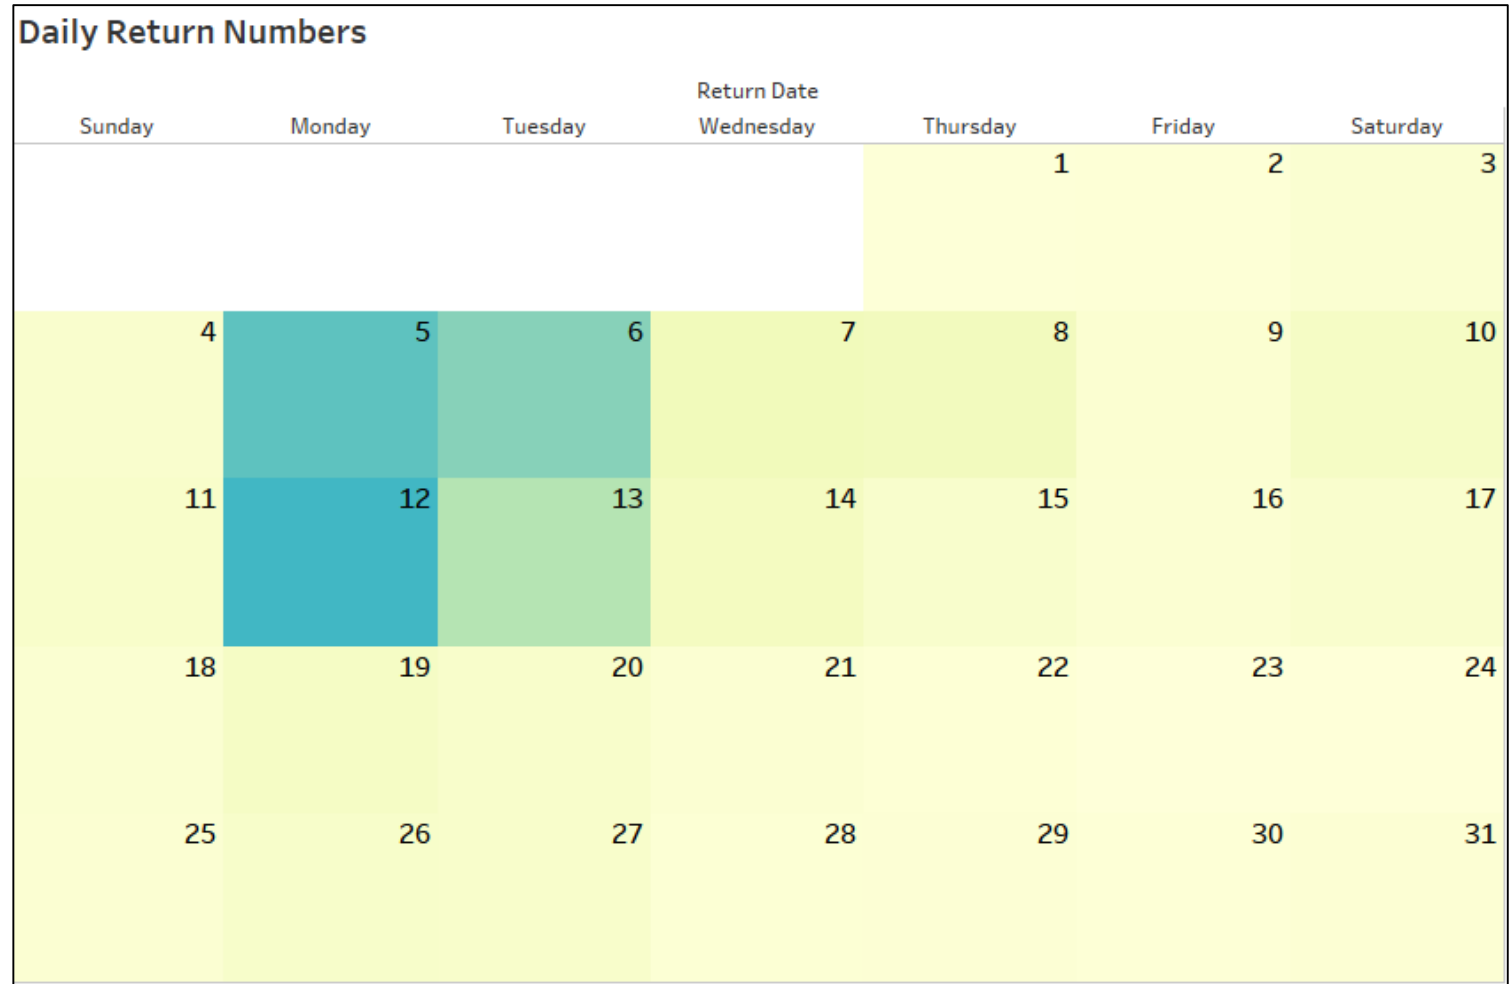 Daily Return Numbers
Return Date
Sunday Monday Tuesday Wednesday Thursday Friday Saturday
1 2 3
4 5 6 7 8 9 10
11 12 13 14 15 16 17
18 19 20 21 22 23 24
25 26 27 28 29 30 31